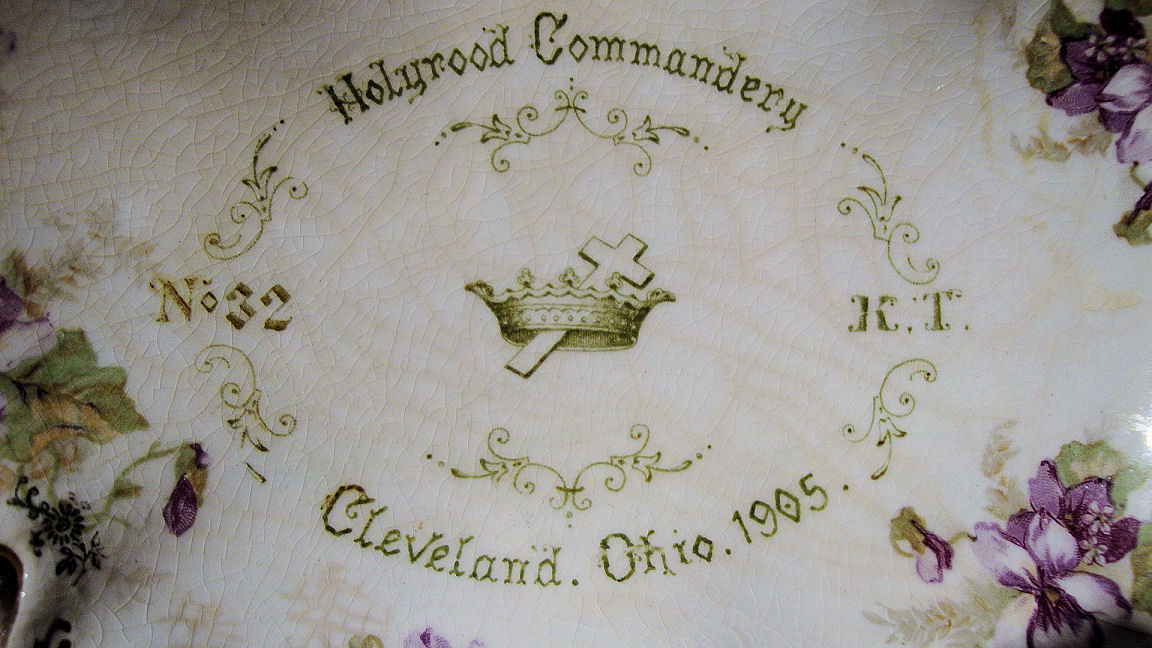 Holyrood Commandery
No 32
K.T.
Cleveland. Ohio. 1905.